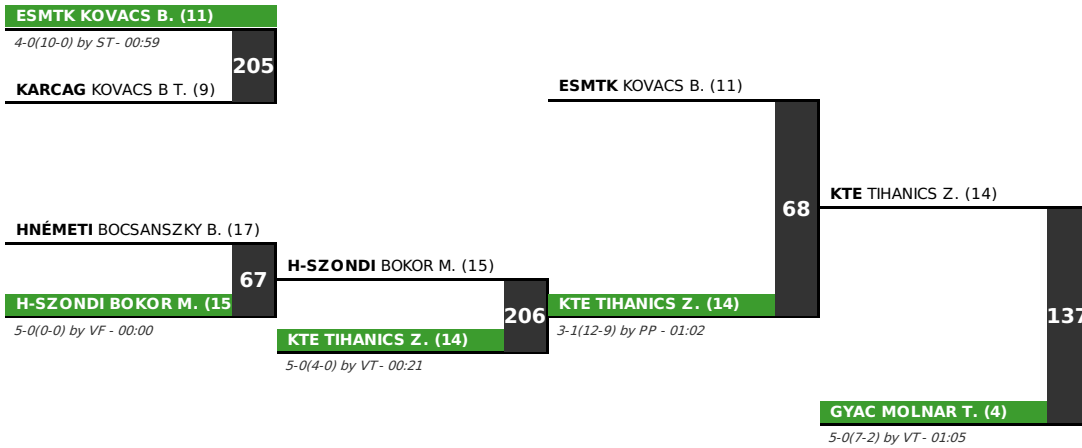 ESMTK KOVACS B. (11)
4-0(10-0) by ST - 00:59
205
KARCAG KOVACS B T. (9)
HNÉMETI BOCSANSZKY B. (17)
67
H-SZONDI BOKOR M. (15
5-0(0-0) by VF - 00:00
H-SZONDI BOKOR M. (15)
206
KTE TIHANICS Z. (14)
5-0(4-0) by VT - 00:21
ESMTK KOVACS B. (11)
68
KTE TIHANICS Z. (14)
3-1(12-9) by PP - 01:02
KTE TIHANICS Z. (14)
137
GYAC MOLNAR T. (4)
5-0(7-2) by VT - 01:05